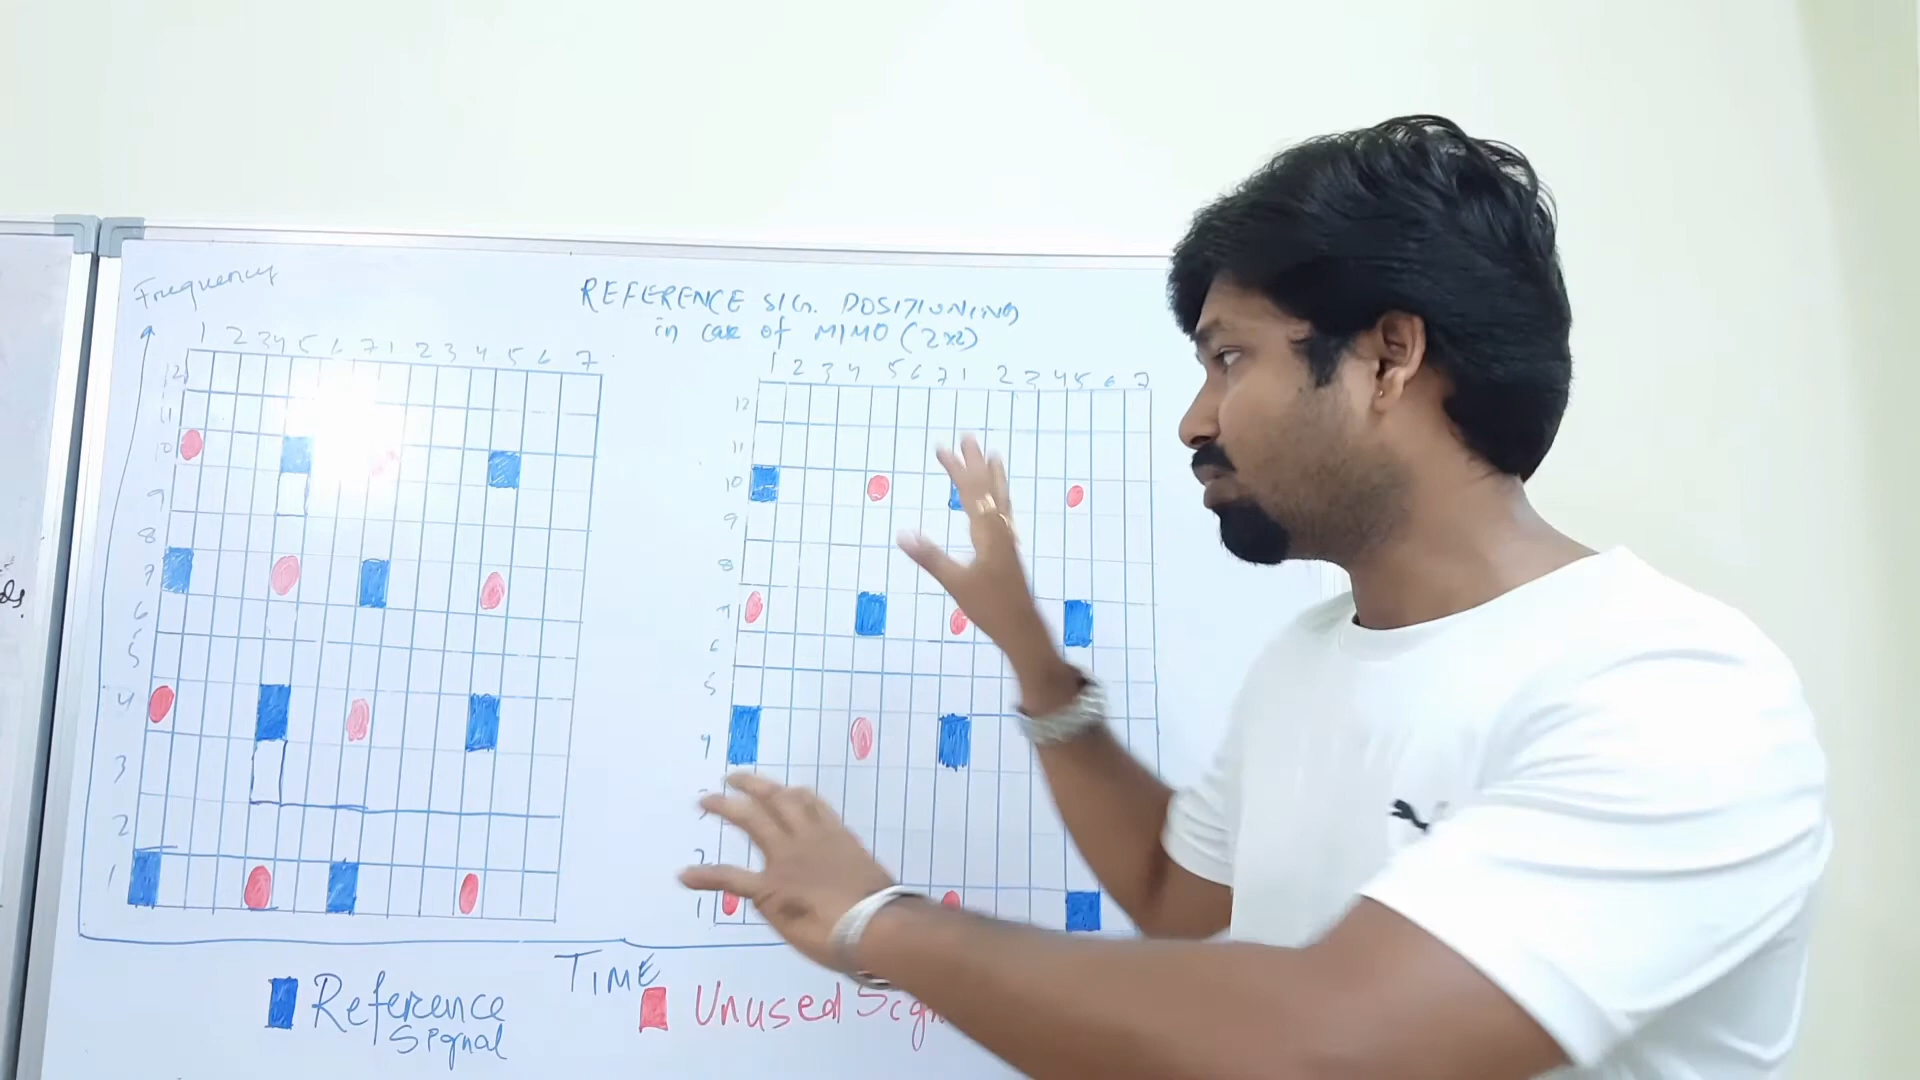 Frequency
REFERENCE SIG. POSITIONING
in case of MIMO (2x2)
1 2 3 4 5 6 7 1 2 3 4 5 6 7
12
11
10
9
8
7
6
5
4
3
2
1
1 2 3 4 5 6 7 1 2 3 4 5 6 7
12
11
10
9
8
7
6
5
4
3
2
1
TIME
Reference
Signal
Unused